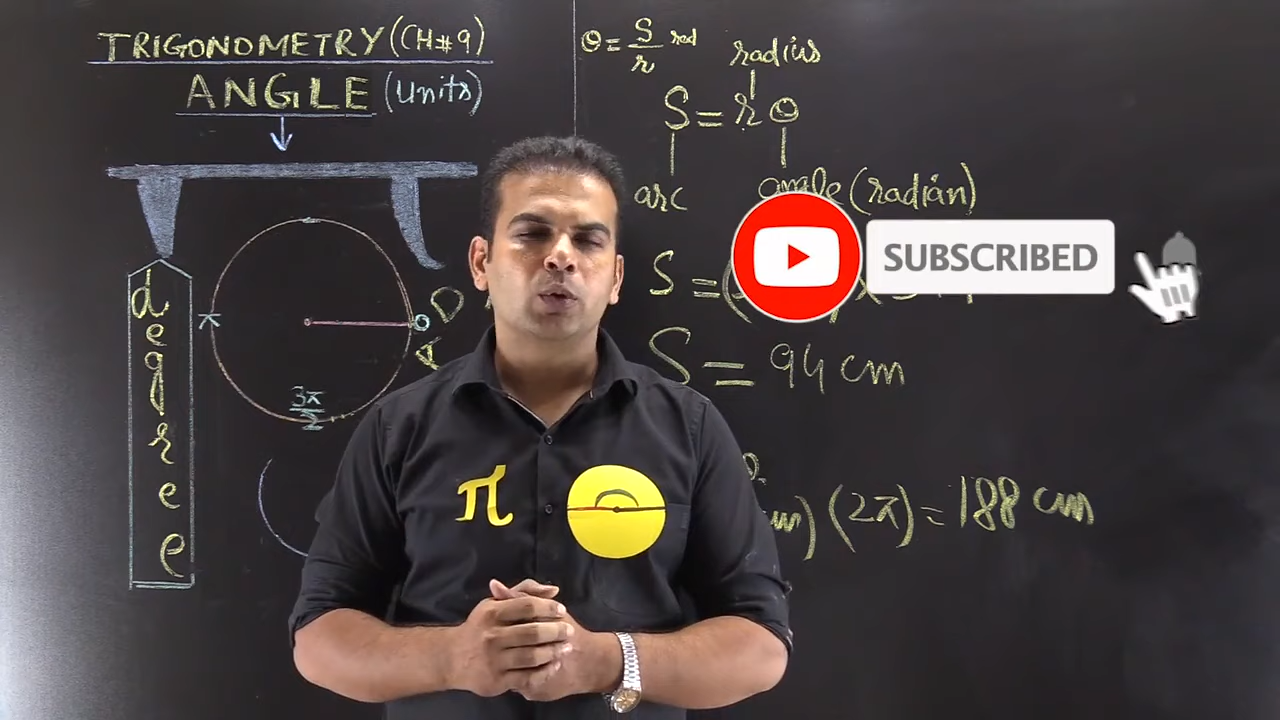 TRIGONOMETRY (CH#9)
ANGLE (Units)
degree
π
0
3π/2
D
A
π
θ = S/r rad
radius
S = rθ
arc
angle (radian)
SUBSCRIBED
S =
S = 94 cm
(2π) = 188 cm